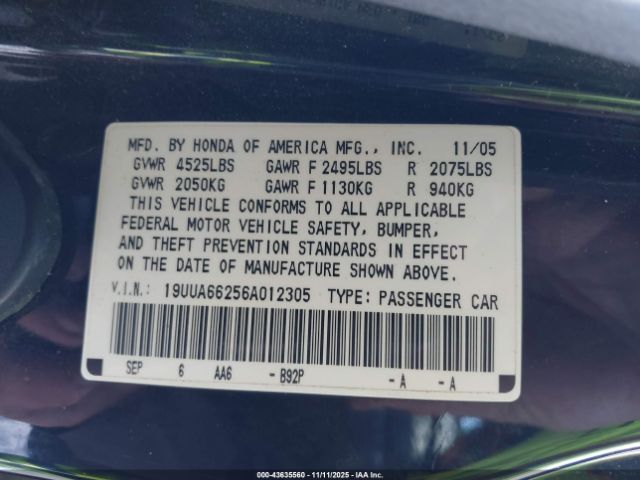 MFD. BY HONDA OF AMERICA MFG., INC. 11/05
GVWR 4525LBS GAWR F 2495LBS R 2075LBS
GVWR 2050KG GAWR F 1130KG R 940KG
THIS VEHICLE CONFORMS TO ALL APPLICABLE
FEDERAL MOTOR VEHICLE SAFETY, BUMPER,
AND THEFT PREVENTION STANDARDS IN EFFECT
ON THE DATE OF MANUFACTURE SHOWN ABOVE.
V.I.N.: 19UUA66256A012305 TYPE: PASSENGER CAR
SEP 6 AA6 - B92P - A - A
000-43635560 - 11/11/2025 - IAA Inc.